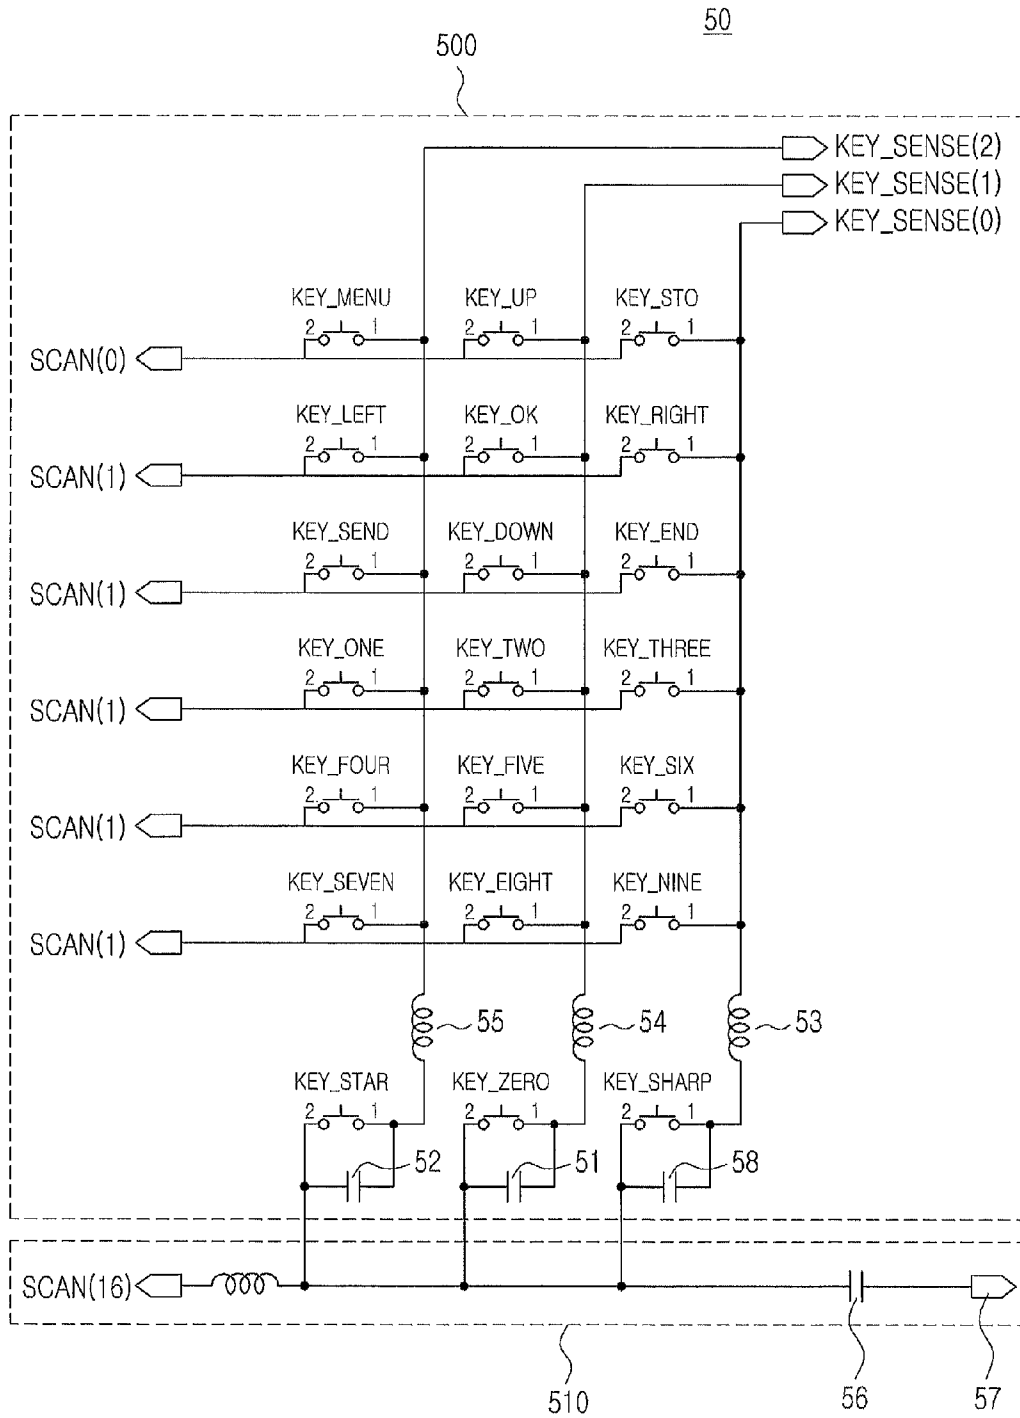 50
500
KEY_SENSE(2)
KEY_SENSE(1)
KEY_SENSE(0)
KEY_MENU KEY_UP KEY_STO
2 1 2 1 2 1
SCAN(0)
KEY_LEFT KEY_OK KEY_RIGHT
2 1 2 1 2 1
SCAN(1)
KEY_SEND KEY_DOWN KEY_END
2 1 2 1 2 1
SCAN(1)
KEY_ONE KEY_TWO KEY_THREE
2 1 2 1 2 1
SCAN(1)
KEY_FOUR KEY_FIVE KEY_SIX
2 1 2 1 2 1
SCAN(1)
KEY_SEVEN KEY_EIGHT KEY_NINE
2 1 2 1 2 1
SCAN(1)
55 54 53
KEY_STAR KEY_ZERO KEY_SHARP
2 1 2 1 2 1
52 51 58
SCAN(16)
510 56 57